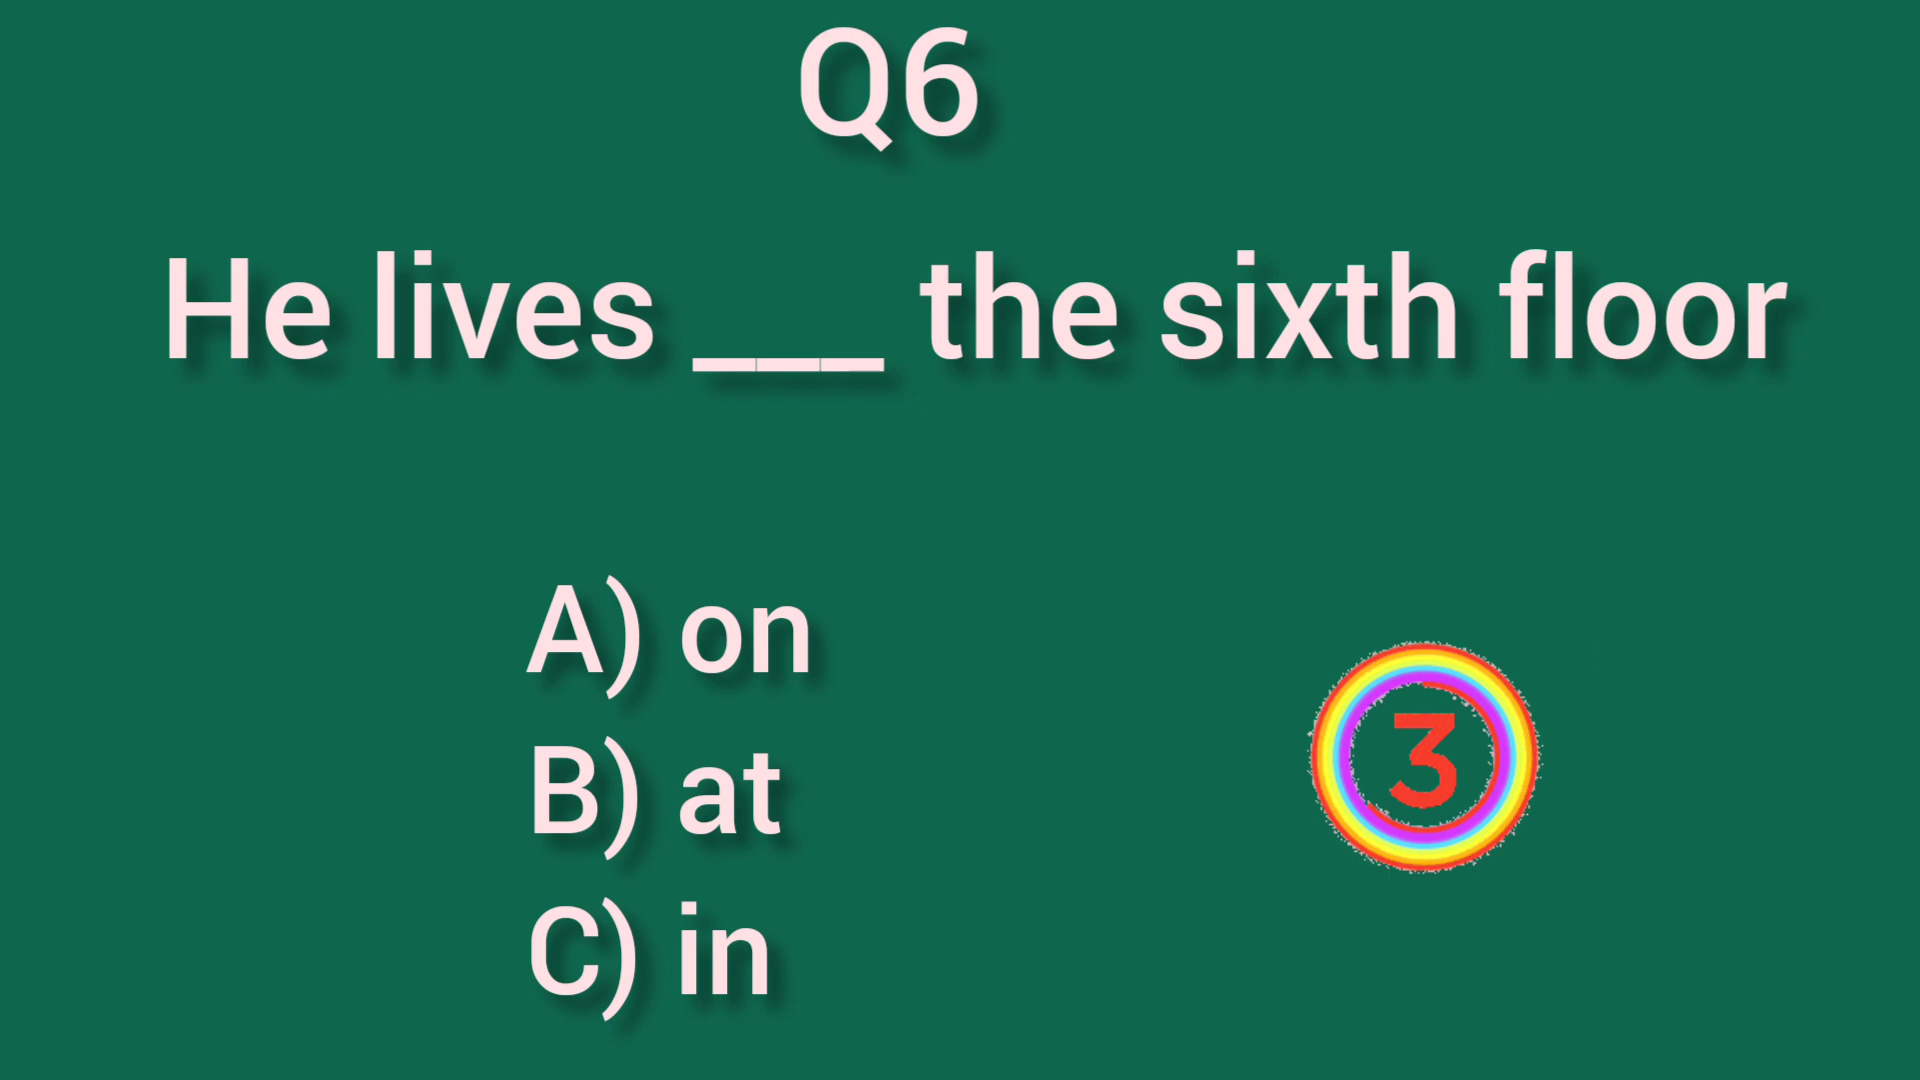 Q6
He lives ___ the sixth floor
A) on
B) at
3
C) in